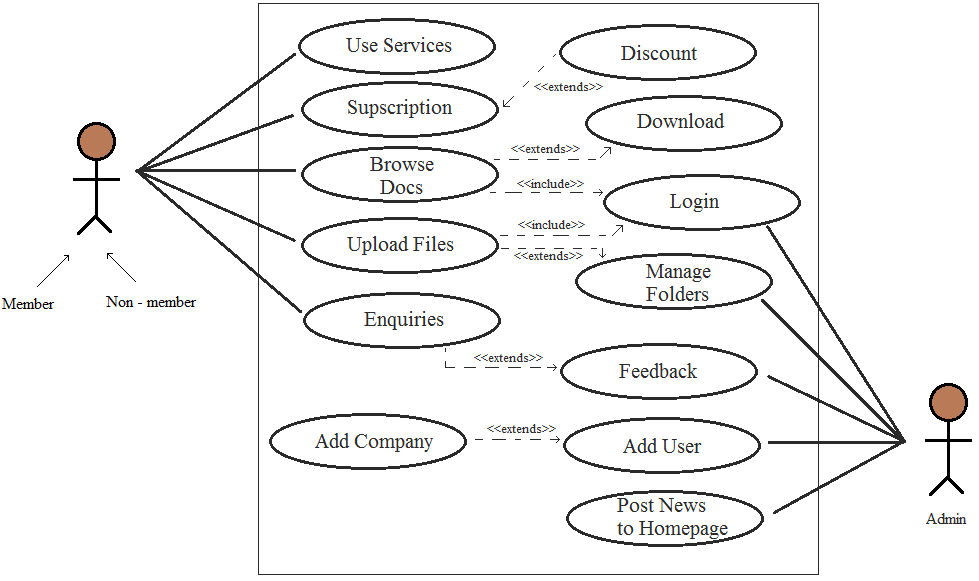 Use Services
Discount
<<extends>>
Supscription
Download
<<extends>>
Browse
Docs
<<include>>
Login
<<include>>
Upload Files
<<extends>>
Manage
Folders
Member
Non - member
Enquiries
<<extends>>
Feedback
Add Company
<<extends>>
Add User
Post News
to Homepage
Admin